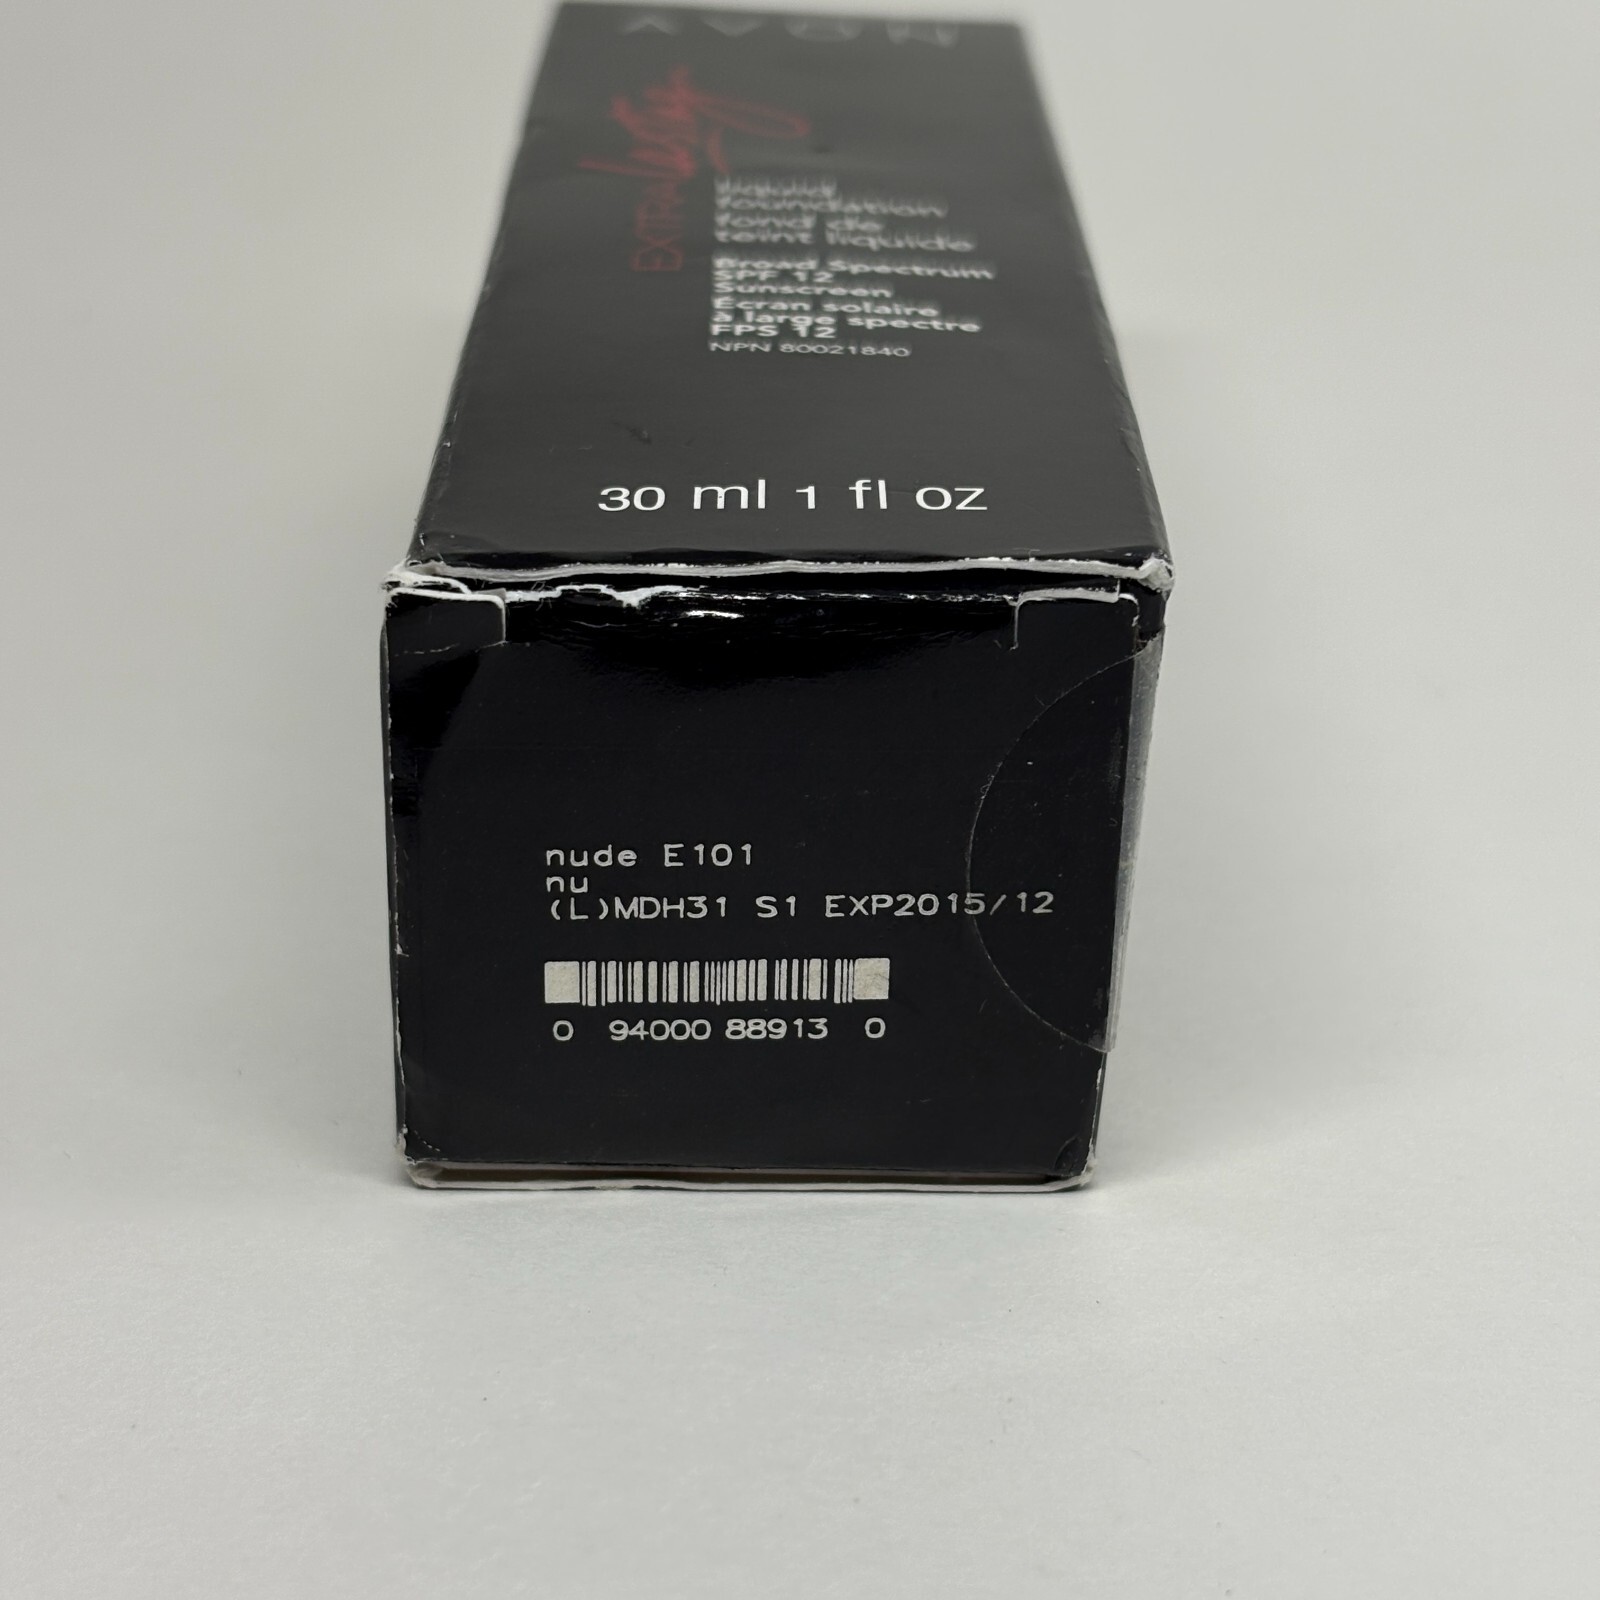 AVON
EXTRA Lasting
liquid
foundation
fond de
teint liquide
Broad Spectrum
SPF 12
Sunscreen
Écran solaire
à large spectre
FPS 12
NPN 80021840
30 ml 1 fl oz
nude E101
nu
(L)MDH31 S1 EXP2015/12
0 94000 88913 0